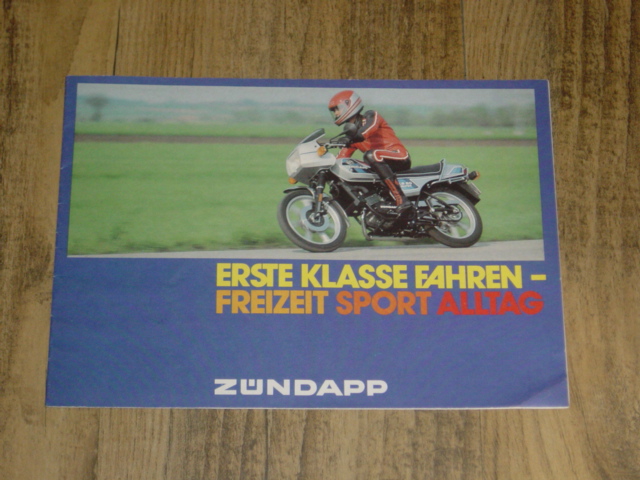 ERSTE KLASSE FAHREN –
FREIZEIT SPORT ALLTAG
ZÜNDAPP